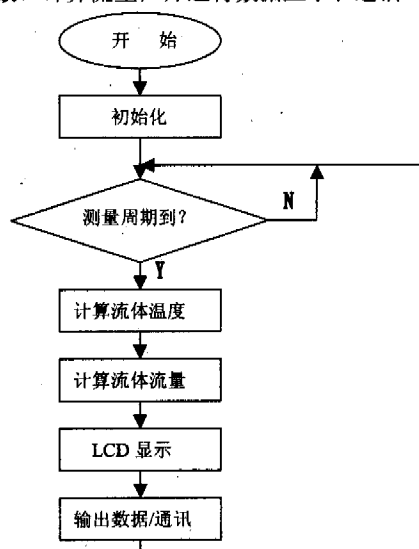 开 始
初始化
测量周期到?
N
Y
计算流体温度
计算流体流量
LCD 显示
输出数据/通讯